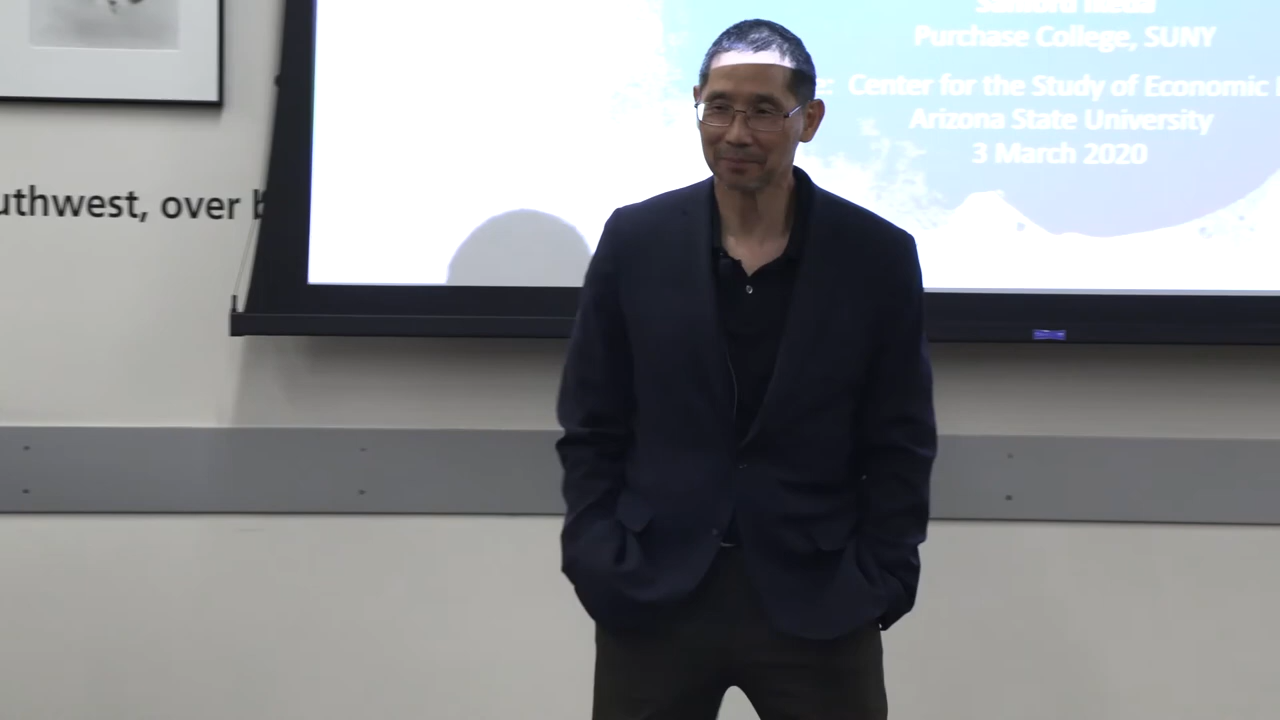 uthwest, over
Purchase College, SUNY
Center for the Study of Economic
Arizona State University
3 March 2020